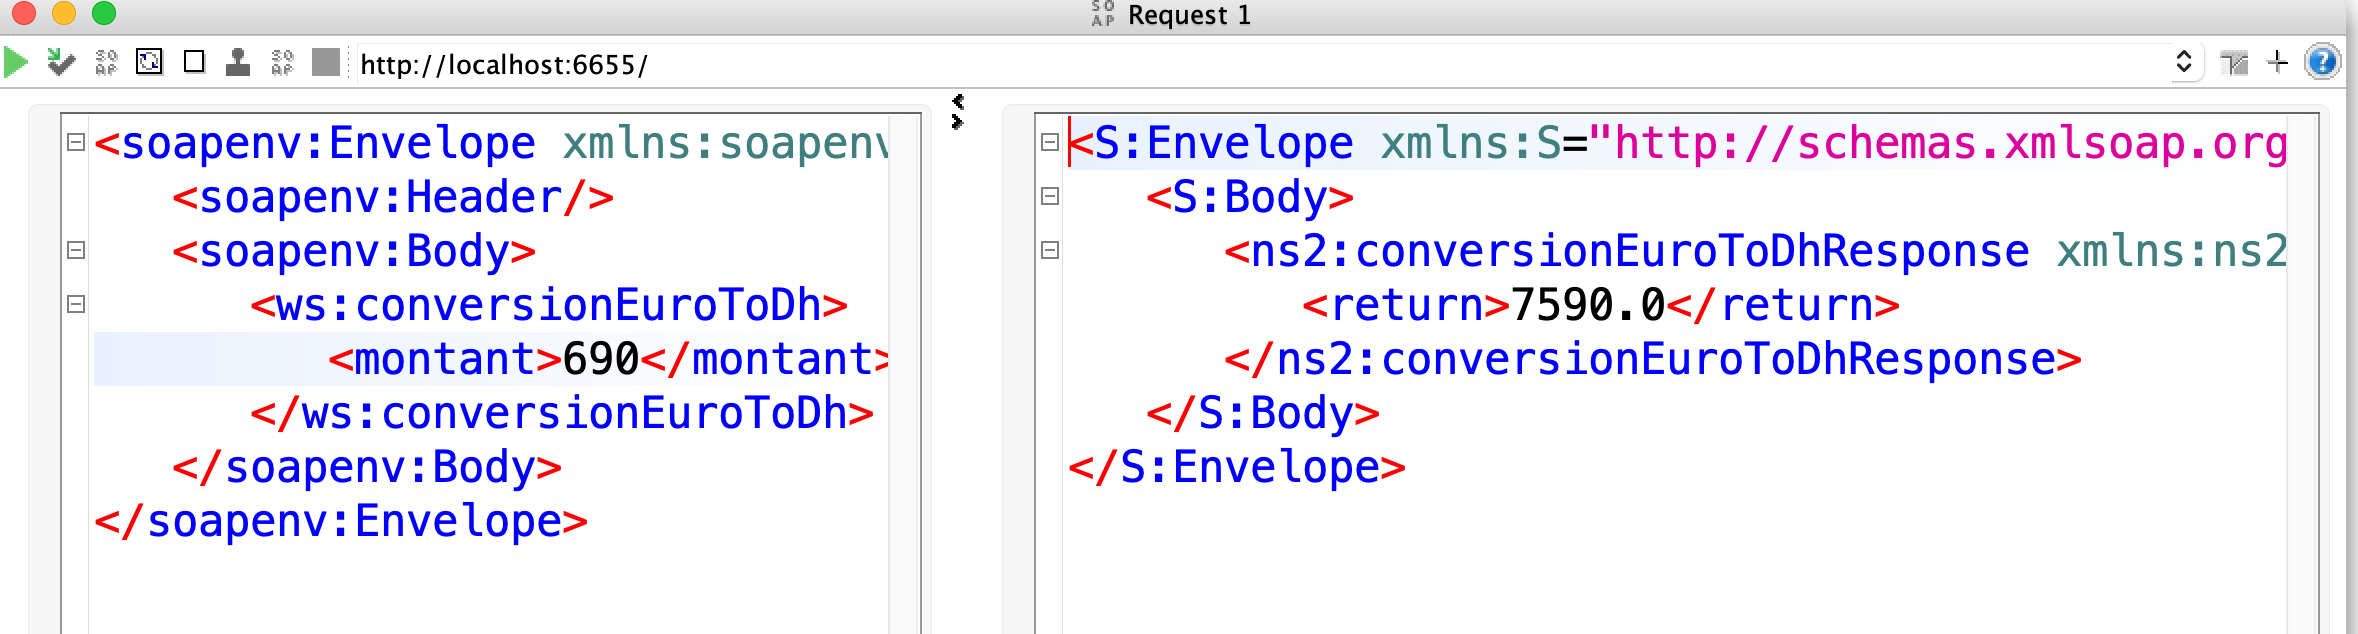 SO
AP Request 1
http://localhost:6655/
<soapenv:Envelope xmlns:soapenv
<soapenv:Header/>
<soapenv:Body>
<ws:conversionEuroToDh>
<montant>690</montant>
</ws:conversionEuroToDh>
</soapenv:Body>
</soapenv:Envelope>
<S:Envelope xmlns:S="http://schemas.xmlsoap.org
<S:Body>
<ns2:conversionEuroToDhResponse xmlns:ns2
<return>7590.0</return>
</ns2:conversionEuroToDhResponse>
</S:Body>
</S:Envelope>